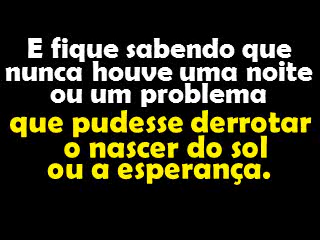 E fique sabendo que
nunca houve uma noite
ou um problema
que pudesse derrotar
o nascer do sol
ou a esperança.